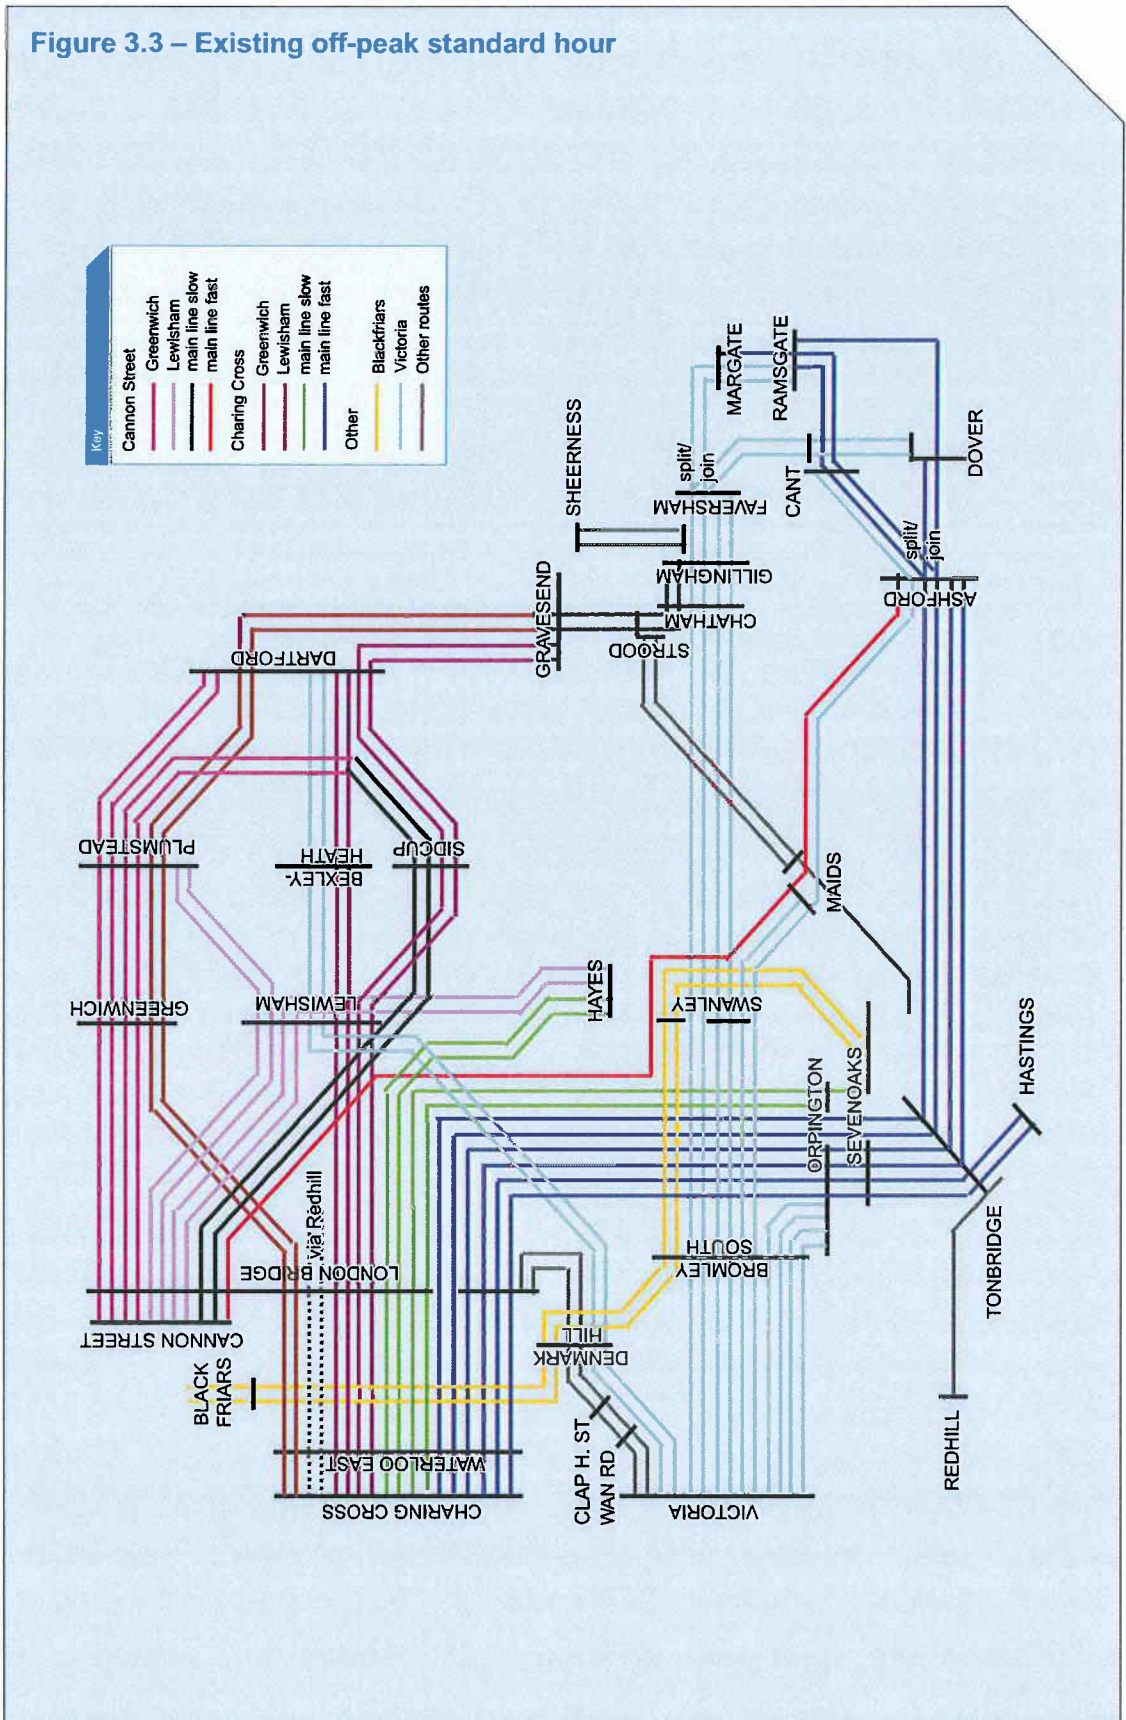 Figure 3.3 – Existing off-peak standard hour
Key
Cannon Street
Greenwich
Lewisham
main line slow
main line fast
Charing Cross
Greenwich
Lewisham
main line slow
main line fast
Other
Blackfriars
Victoria
Other routes
PLUMSTEAD
DARTFORD
BEXLEY-
HEATH
SIDCUP
GREENWICH
LEWISHAM
HAYES
GRAVESEND
STROOD
CHATHAM
GILLINGHAM
SHEERNESS
FAVERSHAM
split/
join
MARGATE
RAMSGATE
CANT
DOVER
split/
join
ASHFORD
MAIDS
SWANLEY
ORPINGTON
SEVENOAKS
HASTINGS
TONBRIDGE
REDHILL
BROMLEY
SOUTH
DENMARK
HILL
via Redhill
LONDON BRIDGE
CANNON STREET
BLACK
FRIARS
WATERLOO EAST
CHARING CROSS
CLAP H. ST
WAN RD
VICTORIA